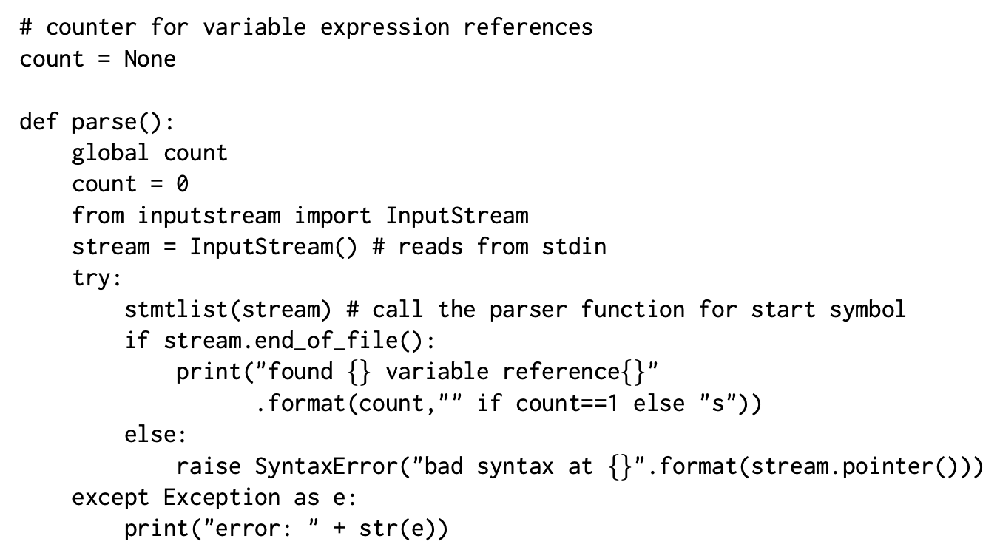 # counter for variable expression references
count = None
def parse():
    global count
    count = 0
    from inputstream import InputStream
    stream = InputStream() # reads from stdin
    try:
        stmtlist(stream) # call the parser function for start symbol
        if stream.end_of_file():
            print("found {} variable reference{}"
                  .format(count,"" if count==1 else "s"))
        else:
            raise SyntaxError("bad syntax at {}".format(stream.pointer()))
    except Exception as e:
        print("error: " + str(e))